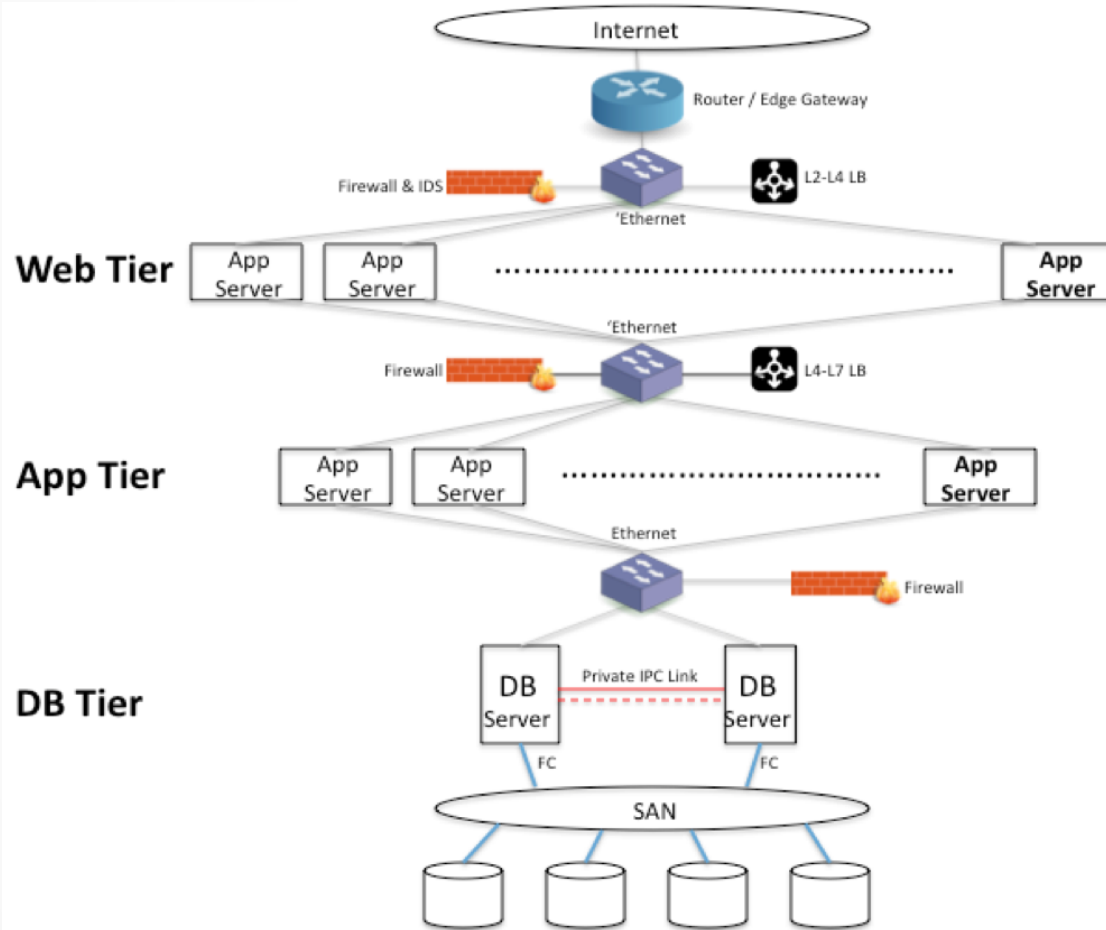 Internet
Router / Edge Gateway
Firewall & IDS
L2-L4 LB
'Ethernet
Web Tier
App
Server
App
Server
App
Server
'Ethernet
Firewall
L4-L7 LB
App Tier
App
Server
App
Server
App
Server
Ethernet
Firewall
DB Tier
DB
Server
Private IPC Link
DB
Server
FC
FC
SAN